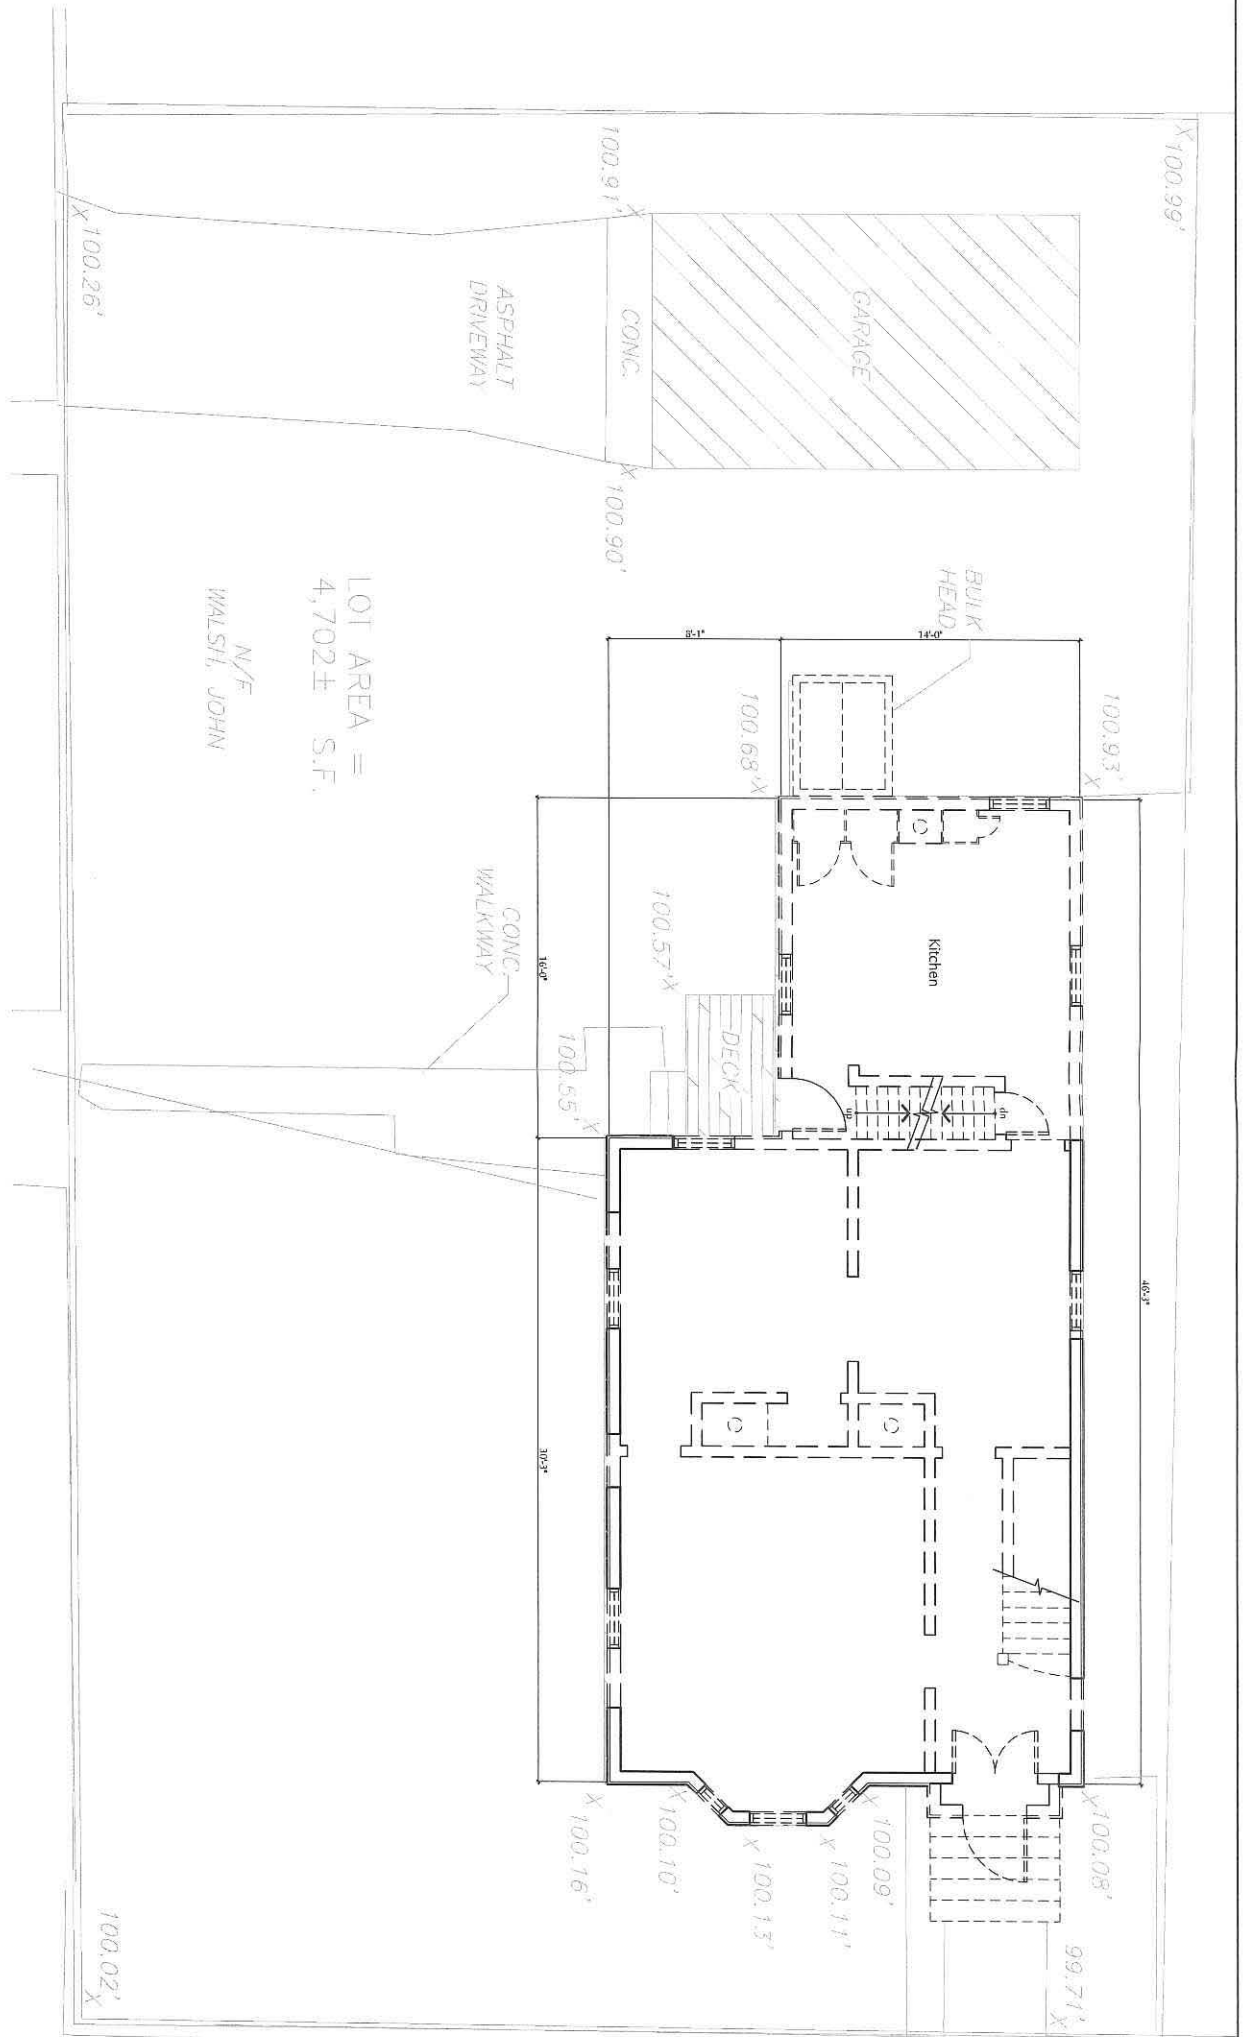 X 100.99'
100.91' X
X 100.26'
GARAGE
CONC.
ASPHALT
DRIVEWAY
X 100.90'
BULK
HEAD
LOT AREA =
4,702± S.F.
N/F
WALSH, JOHN
8'-1"
14'-0"
100.68' X
100.93' X
Kitchen
CONC.
WALKWAY
100.57' X
16'-0"
DECK
100.55' X
up
dn
46'-3"
30'-3"
X 100.16'
X 100.10'
X 100.13'
X 100.11'
X 100.09'
X 100.08'
99.71' X
100.02' X